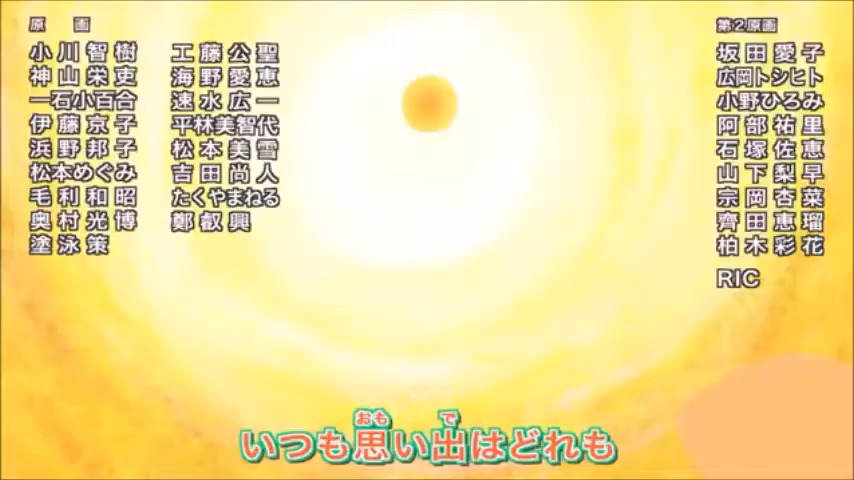 原 画
小川智樹
神山栄吏
一石小百合
伊藤京子
浜野邦子
松本めぐみ
毛利和昭
奥村光博
塗泳策
工藤公聖
海野愛恵
速水広一
平林美智代
松本美雪
吉田尚人
たくやまねる
鄭叡興
第2原画
坂田愛子
広岡トシヒト
小野ひろみ
阿部祐里
石塚佐恵
山下梨早
宗岡杏菜
齊田恵瑠
柏木彩花
RIC
おも で
いつも思い出はどれも